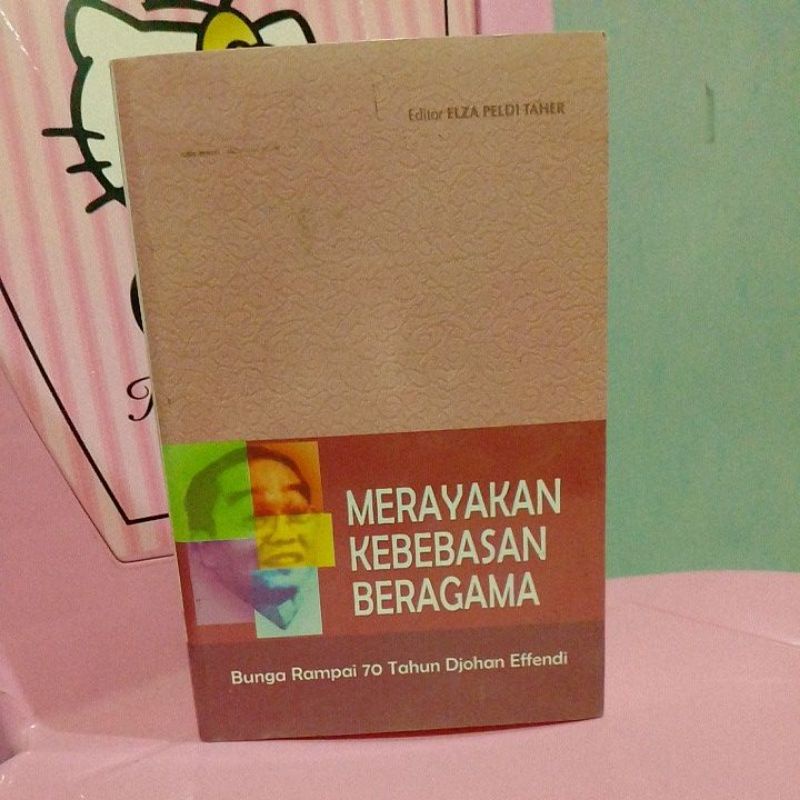 Editor ELZA PELDI TAHER
MERAYAKAN
KEBEBASAN
BERAGAMA
Bunga Rampai 70 Tahun Djohan Effendi